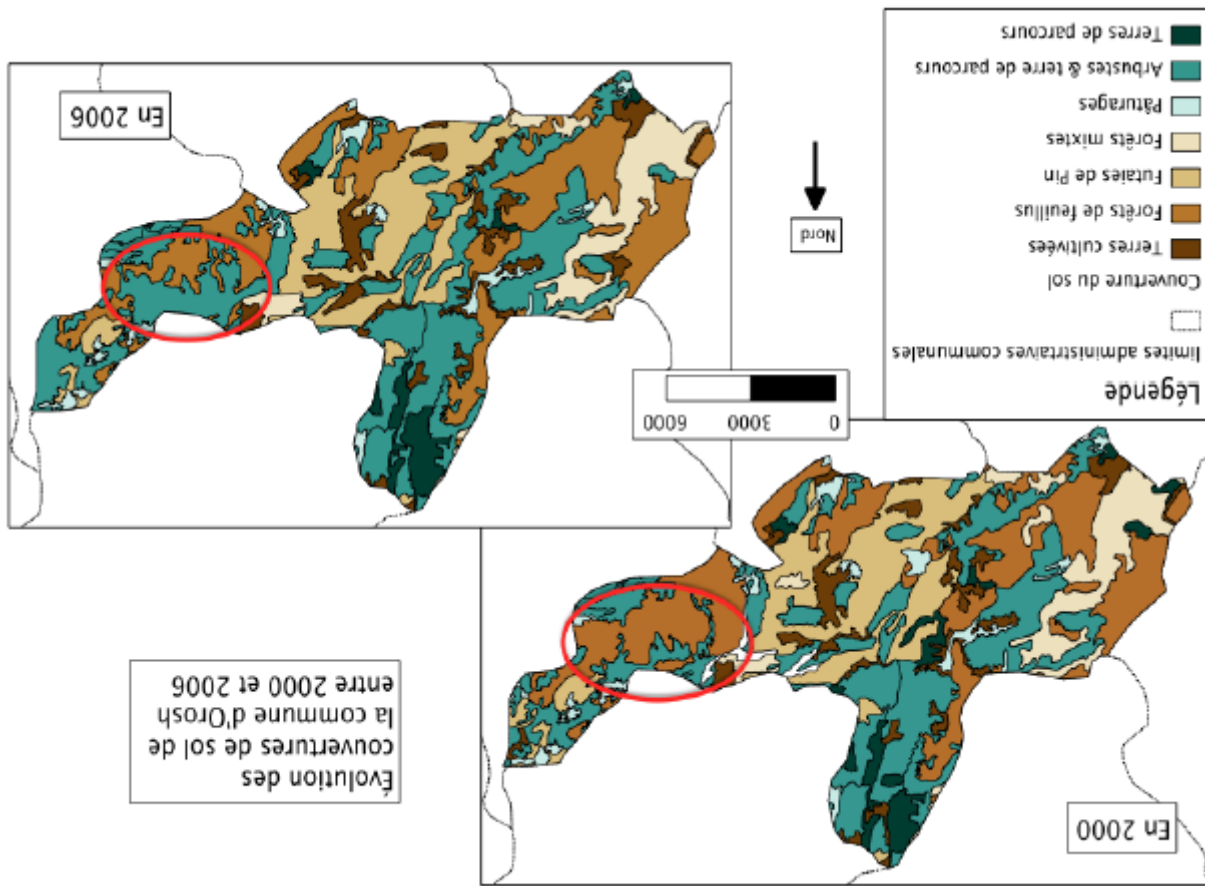 En 2000
Évolution des
couvertures de sol de
la commune d'Orosh
entre 2000 et 2006
Légende
limites administrtaives communales
Couverture du sol
Terres cultivées
Forêts de feuillus
Futaies de Pin
Forêts mixtes
Pâturages
Arbustes & terre de parcours
Terres de parcours
0 3000 6000
Nord
En 2006